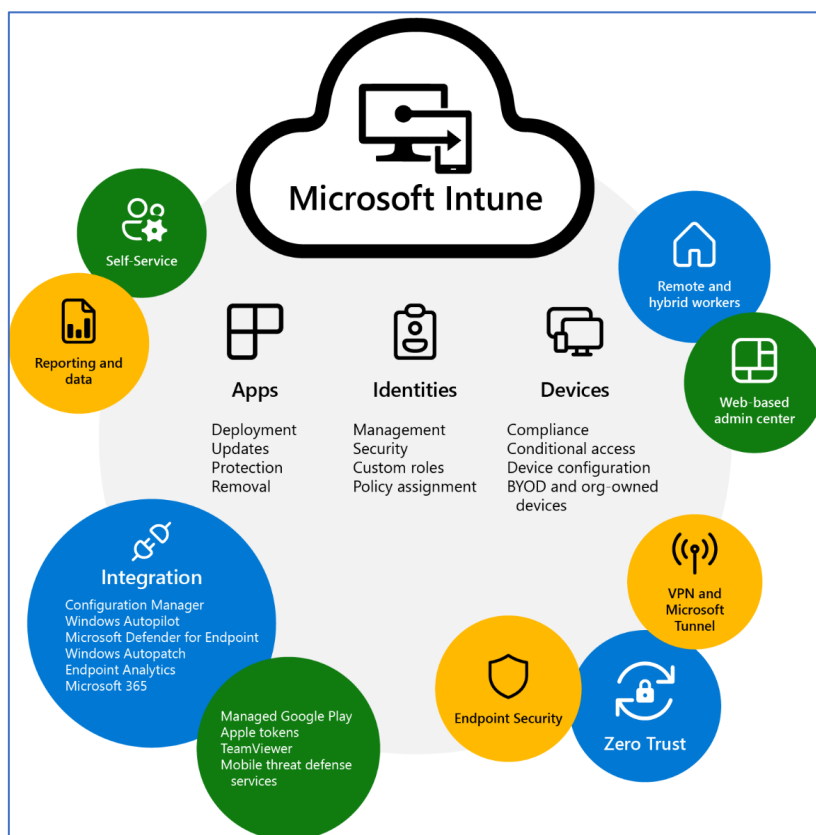 Microsoft Intune
Self-Service
Reporting and
data
Remote and
hybrid workers
Web-based
admin center
Apps
Deployment
Updates
Protection
Removal
Identities
Management
Security
Custom roles
Policy assignment
Devices
Compliance
Conditional access
Device configuration
BYOD and org-owned
devices
Integration
Configuration Manager
Windows Autopilot
Microsoft Defender for Endpoint
Windows Autopatch
Endpoint Analytics
Microsoft 365
Managed Google Play
Apple tokens
TeamViewer
Mobile threat defense
services
Endpoint Security
VPN and
Microsoft
Tunnel
Zero Trust